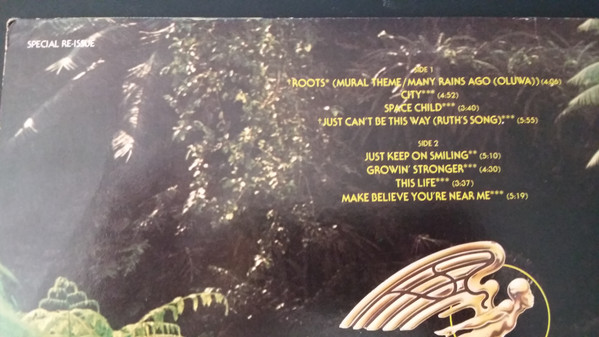 SPECIAL RE-ISSUE
SIDE 1
*ROOTS* (MURAL THEME/MANY RAINS AGO (OLUWA)) (4:06)
CITY*** (4:52)
SPACE CHILD*** (3:40)
†JUST CAN'T BE THIS WAY (RUTH'S SONG),*** (5:55)
SIDE 2
JUST KEEP ON SMILING** (5:10)
GROWIN' STRONGER*** (4:30)
THIS LIFE*** (3:37)
MAKE BELIEVE YOU'RE NEAR ME*** (5:19)